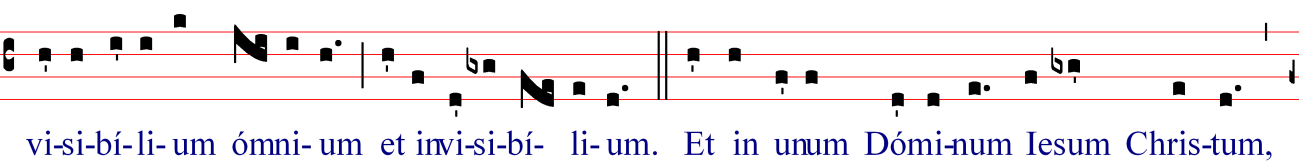 vi-si-bí-li-um ómni-um et invi-si-bí- li-um. Et in unum Dómi-num Iesum Chris-tum,